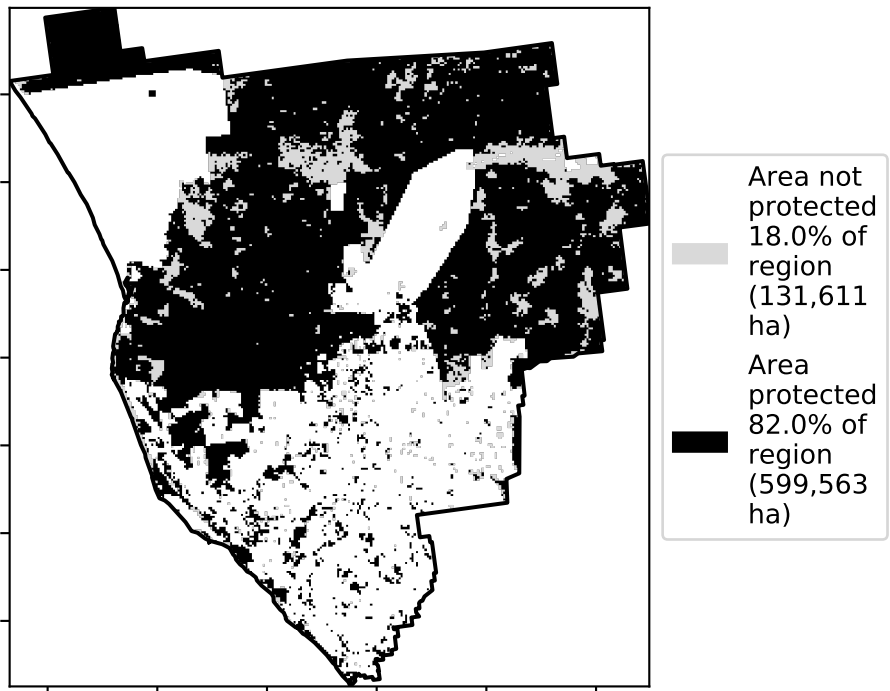 Area not
protected
18.0% of
region
(131,611
ha)
Area
protected
82.0% of
region
(599,563
ha)